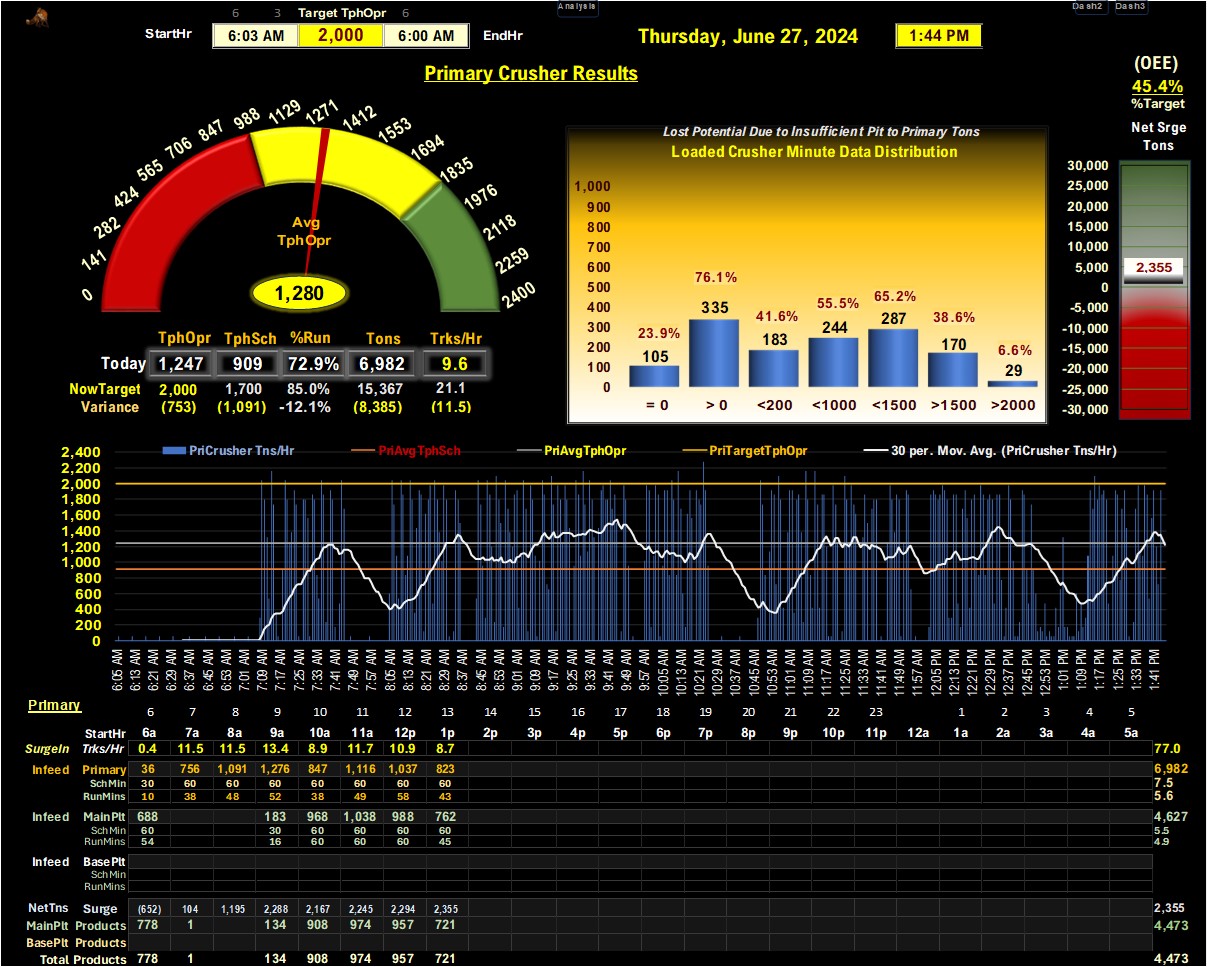 Analysis
Dash2 Dash3
6 3 Target TphOpr 6
StartHr 6:03 AM 2,000 6:00 AM EndHr
Thursday, June 27, 2024 1:44 PM
Primary Crusher Results
(OEE)
45.4%
%Target
Net Srge
Tons
0 141 282 424 565 706 847 988 1129 1271 1412 1553 1694 1835 1976 2118 2259 2400
Avg
TphOpr
1,280
TphOpr TphSch %Run Tons Trks/Hr
Today 1,247 909 72.9% 6,982 9.6
NowTarget 2,000 1,700 85.0% 15,367 21.1
Variance (753) (1,091) -12.1% (8,385) (11.5)
Lost Potential Due to Insufficient Pit to Primary Tons
Loaded Crusher Minute Data Distribution
1,000
900
800
700
600
500
400
300
200
100
0
23.9% 76.1% 41.6% 55.5% 65.2% 38.6% 6.6%
105 335 183 244 287 170 29
= 0 > 0 <200 <1000 <1500 >1500 >2000
30,000
25,000
20,000
15,000
10,000
5,000
0
-5,000
-10,000
-15,000
-20,000
-25,000
-30,000
2,355
PriCrusher Tns/Hr PriAvgTphSch PriAvgTphOpr PriTargetTphOpr 30 per. Mov. Avg. (PriCrusher Tns/Hr)
2,400
2,200
2,000
1,800
1,600
1,400
1,200
1,000
800
600
400
200
0
6:05 AM 6:13 AM 6:21 AM 6:29 AM 6:37 AM 6:45 AM 6:53 AM 7:01 AM 7:09 AM 7:17 AM 7:25 AM 7:33 AM 7:41 AM 7:49 AM 7:57 AM 8:05 AM 8:13 AM 8:21 AM 8:29 AM 8:37 AM 8:45 AM 8:53 AM 9:01 AM 9:09 AM 9:17 AM 9:25 AM 9:33 AM 9:41 AM 9:49 AM 9:57 AM 10:05 AM 10:13 AM 10:21 AM 10:29 AM 10:37 AM 10:45 AM 10:53 AM 11:01 AM 11:09 AM 11:17 AM 11:25 AM 11:33 AM 11:41 AM 11:49 AM 11:57 AM 12:05 PM 12:13 PM 12:21 PM 12:29 PM 12:37 PM 12:45 PM 12:53 PM 1:01 PM 1:09 PM 1:17 PM 1:25 PM 1:33 PM 1:41 PM
Primary
6 7 8 9 10 11 12 13 14 15 16 17 18 19 20 21 22 23 1 2 3 4 5
StartHr 6a 7a 8a 9a 10a 11a 12p 1p 2p 3p 4p 5p 6p 7p 8p 9p 10p 11p 12a 1a 2a 3a 4a 5a
SurgeIn Trks/Hr 0.4 11.5 11.5 13.4 8.9 11.7 10.9 8.7 77.0
Infeed Primary 36 756 1,091 1,276 847 1,116 1,037 823 6,982
SchMin 30 60 60 60 60 60 60 60 7.5
RunMins 10 38 48 52 38 49 58 43 5.6
Infeed MainPlt 688 183 968 1,038 988 762 4,627
SchMin 60 30 60 60 60 60 5.5
RunMins 54 16 60 60 60 45 4.9
Infeed BasePlt
SchMin
RunMins
NetTns Surge (652) 104 1,195 2,288 2,167 2,245 2,294 2,355 2,355
MainPlt Products 778 1 134 908 974 957 721 4,473
BasePlt Products
Total Products 778 1 134 908 974 957 721 4,473